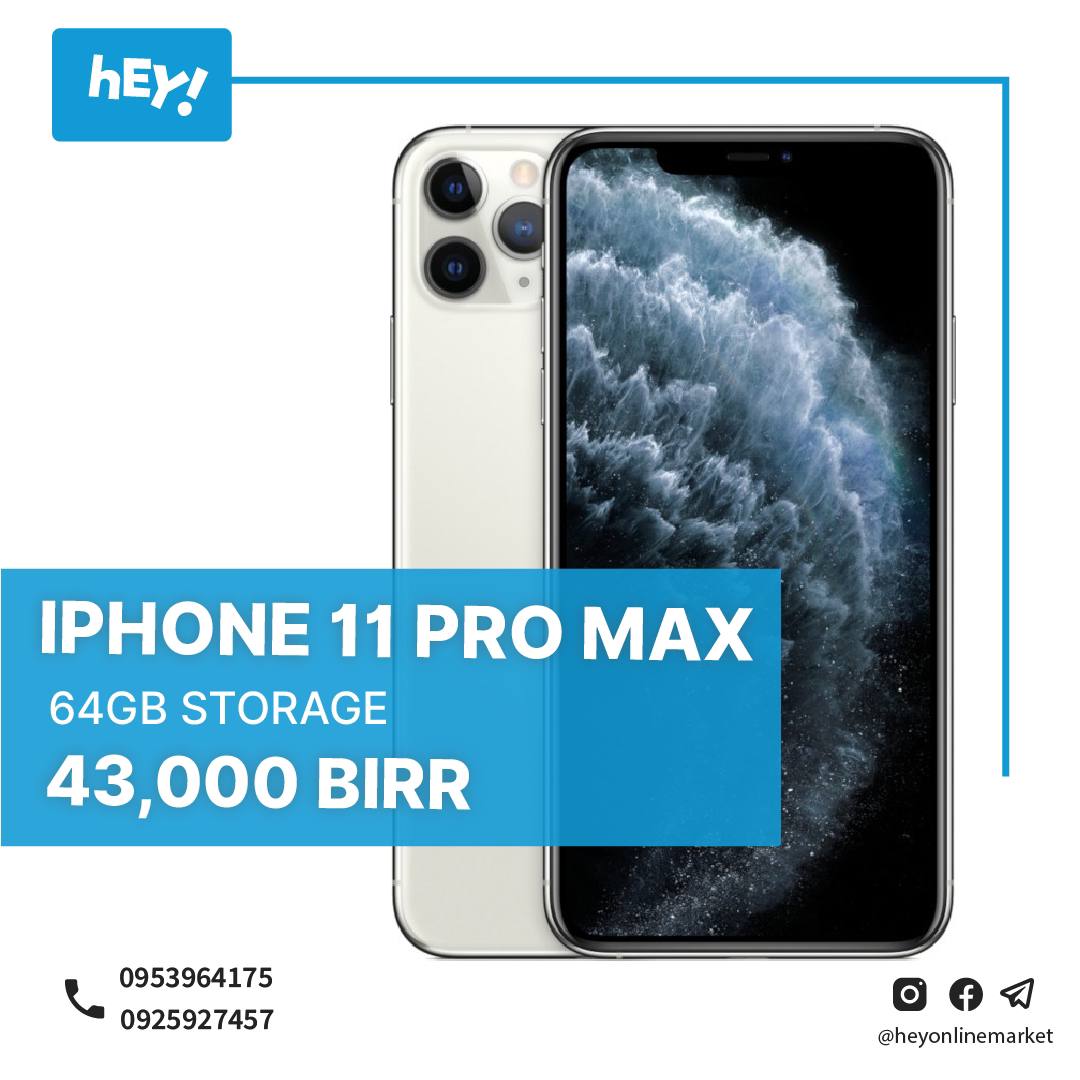 hEY!
IPHONE 11 PRO MAX
64GB STORAGE
43,000 BIRR
0953964175
0925927457
@heyonlinemarket